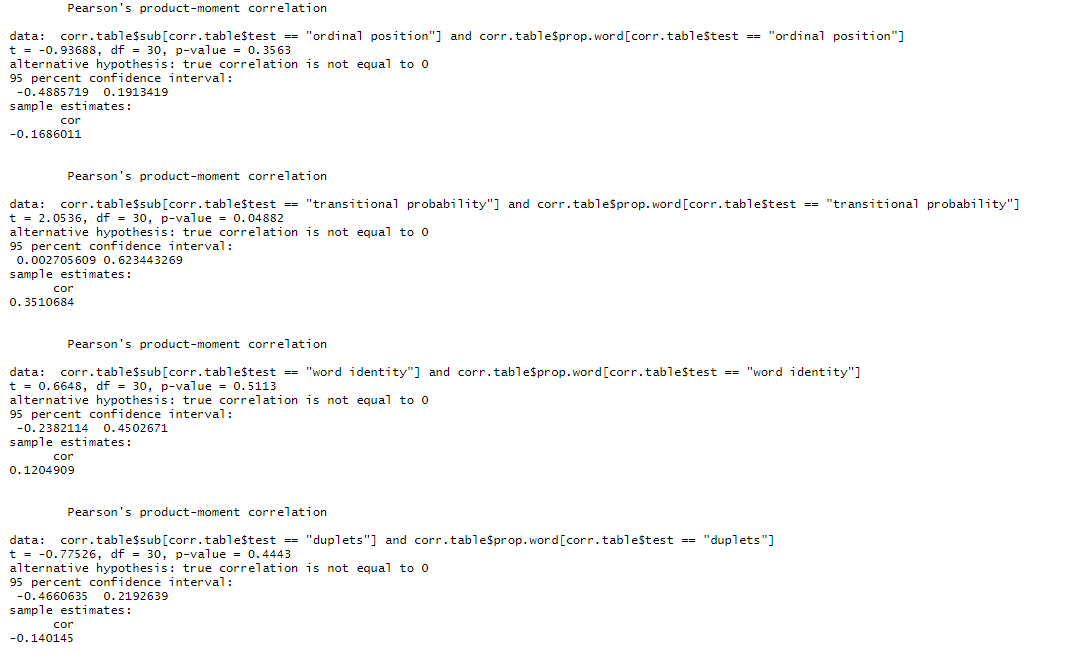 Pearson's product-moment correlation
data: corr.table$sub[corr.table$test == "ordinal position"] and corr.table$prop.word[corr.table$test == "ordinal position"]
t = -0.93688, df = 30, p-value = 0.3563
alternative hypothesis: true correlation is not equal to 0
95 percent confidence interval:
-0.4885719 0.1913419
sample estimates:
cor
-0.1686011
Pearson's product-moment correlation
data: corr.table$sub[corr.table$test == "transitional probability"] and corr.table$prop.word[corr.table$test == "transitional probability"]
t = 2.0536, df = 30, p-value = 0.04882
alternative hypothesis: true correlation is not equal to 0
95 percent confidence interval:
0.002705609 0.623443269
sample estimates:
cor
0.3510684
Pearson's product-moment correlation
data: corr.table$sub[corr.table$test == "word identity"] and corr.table$prop.word[corr.table$test == "word identity"]
t = 0.6648, df = 30, p-value = 0.5113
alternative hypothesis: true correlation is not equal to 0
95 percent confidence interval:
-0.2382114 0.4502671
sample estimates:
cor
0.1204909
Pearson's product-moment correlation
data: corr.table$sub[corr.table$test == "duplets"] and corr.table$prop.word[corr.table$test == "duplets"]
t = -0.77526, df = 30, p-value = 0.4443
alternative hypothesis: true correlation is not equal to 0
95 percent confidence interval:
-0.4660635 0.2192639
sample estimates:
cor
-0.140145